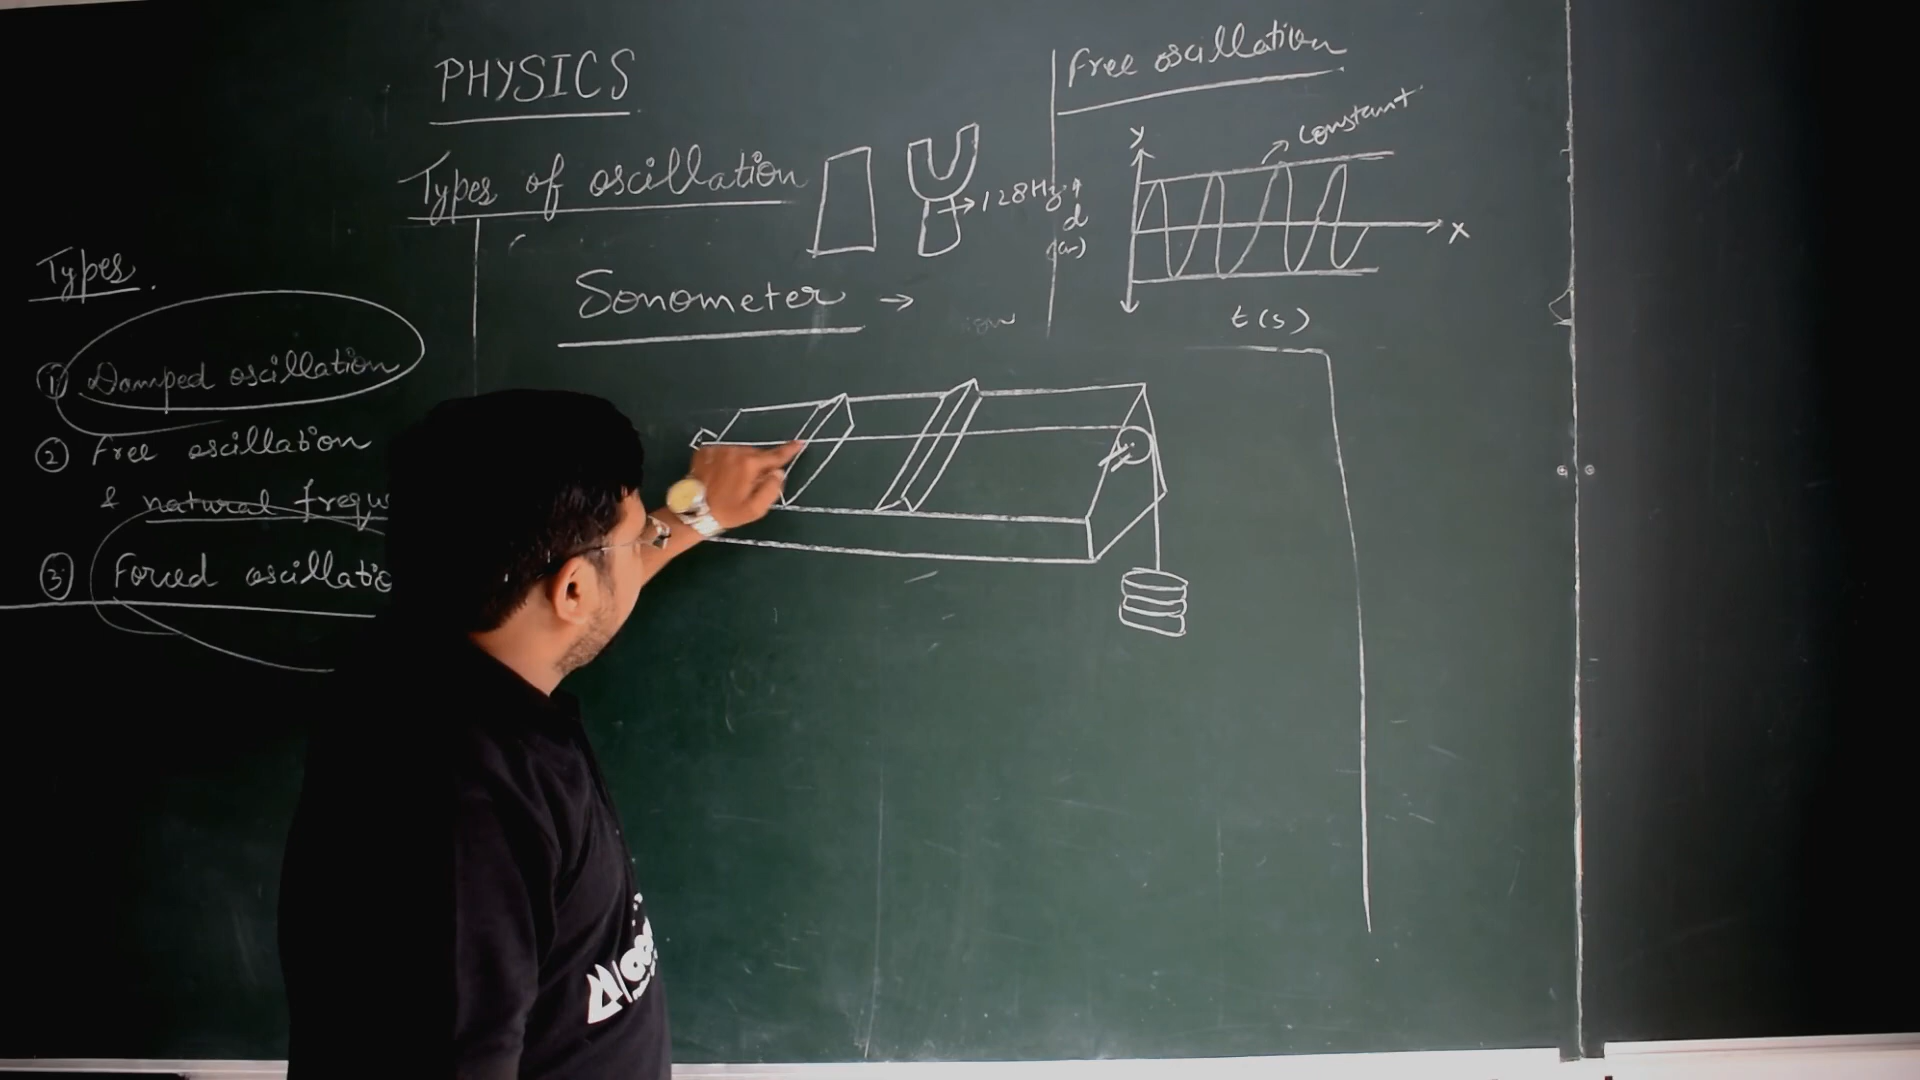 PHYSICS
Types of oscillation
128Hz
Sonometer →
Types.
① Damped oscillation
② Free oscillation
& natural frequ
③ Forced oscillatio
Free oscillation
Constant
Y
X
d
t(s)